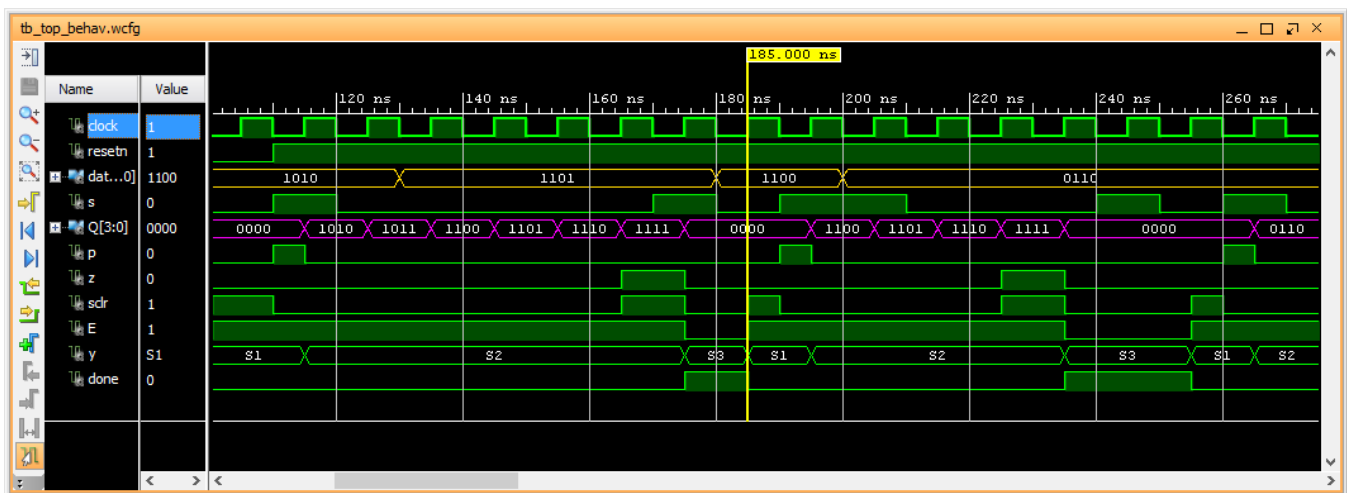 tb_top_behav.wcfg
185.000 ns
Name Value
120 ns 140 ns 160 ns 180 ns 200 ns 220 ns 240 ns 260 ns
clock 1
resetn 1
dat...0] 1100 1010 1101 1100 0110
s 0
Q[3:0] 0000 0000 1010 1011 1100 1101 1110 1111 0000 1100 1101 1110 1111 0000 0110
p 0
z 0
sclr 1
E 1
y S1 S1 S2 S3 S1 S2 S3 S1 S2
done 0